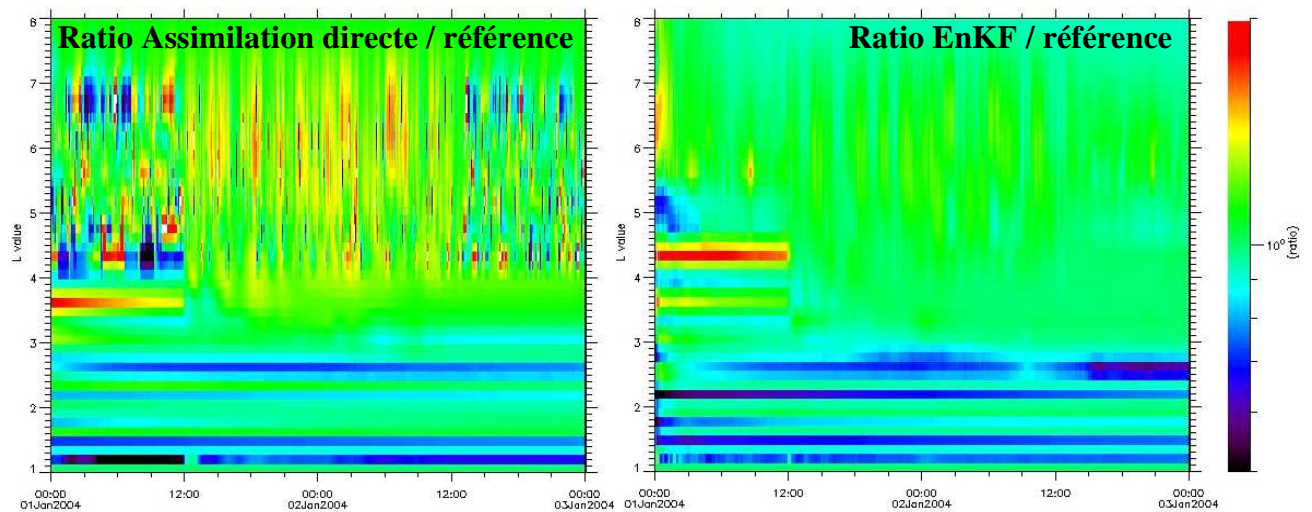 Ratio Assimilation directe / référence
8
7
6
5
4
3
2
1
L value
00:00
01Jan2004
12:00
00:00
02Jan2004
12:00
00:00
03Jan2004
Ratio EnKF / référence
8
7
6
5
4
3
2
1
L value
00:00
01Jan2004
12:00
00:00
02Jan2004
12:00
00:00
03Jan2004
10⁰
[ratio]